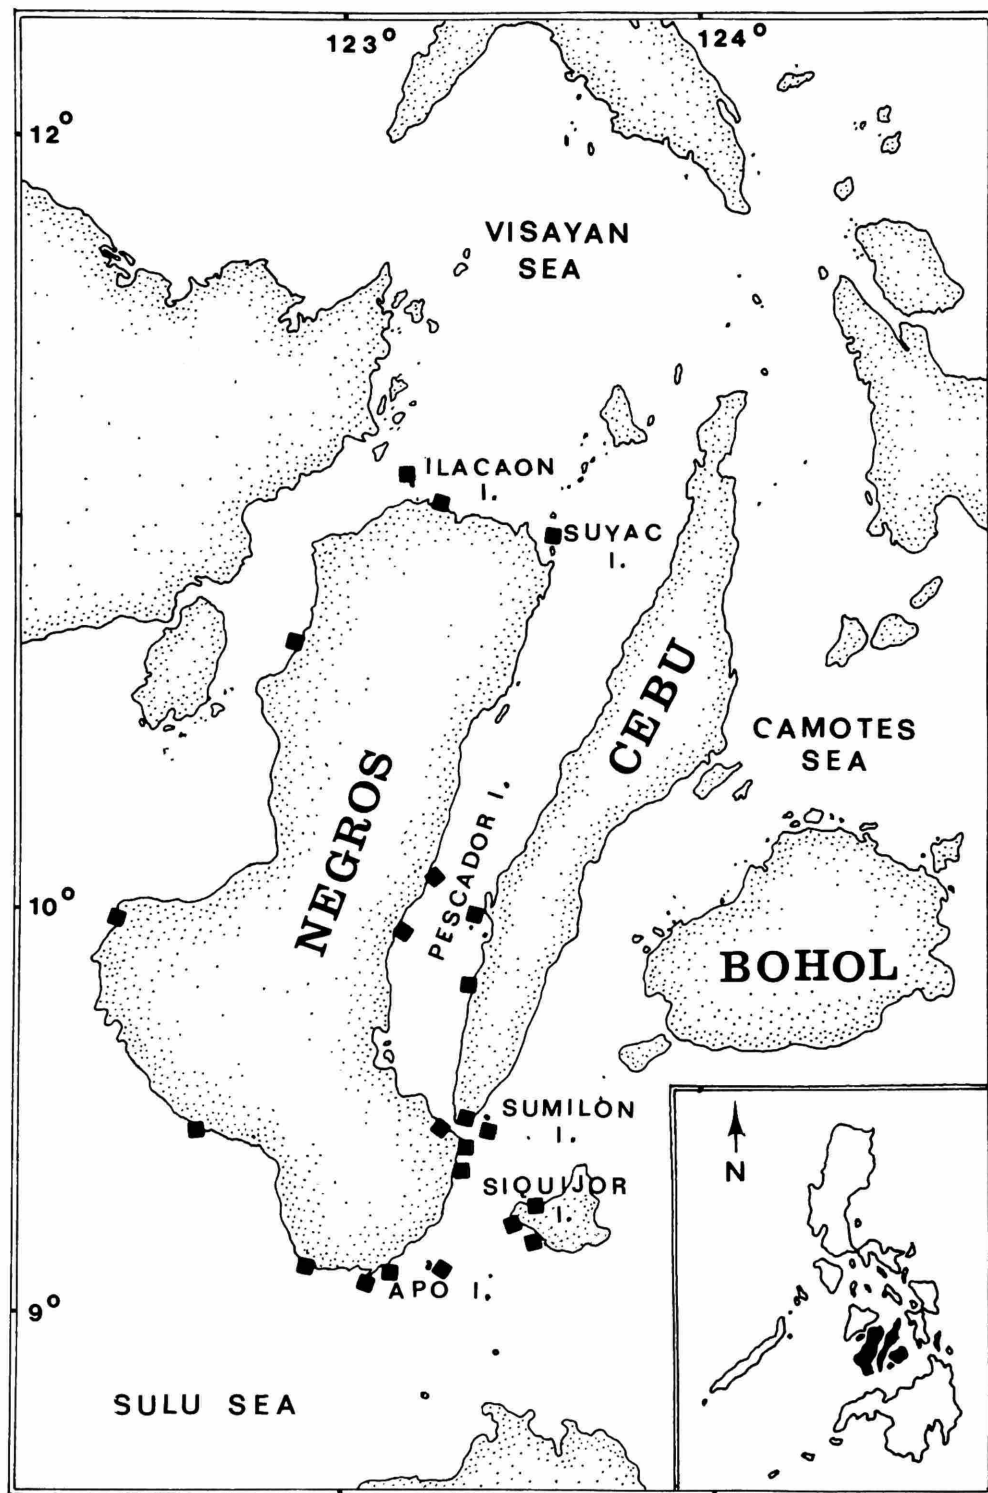 123° 124°
12°
VISAYAN
SEA
ILACAON
I.
SUYAC
I.
CEBU
CAMOTES
SEA
NEGROS
PESCADOR I.
10°
BOHOL
SUMILON
I.
SIQUIJOR
I.
N
APO I.
9°
SULU SEA